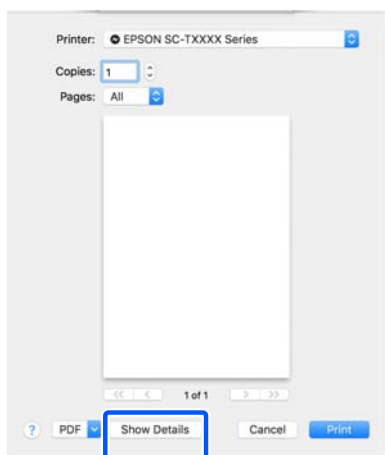 Printer: EPSON SC-TXXXX Series
Copies: 1
Pages: All
<< < 1 of 1 > >>
? PDF Show Details Cancel Print